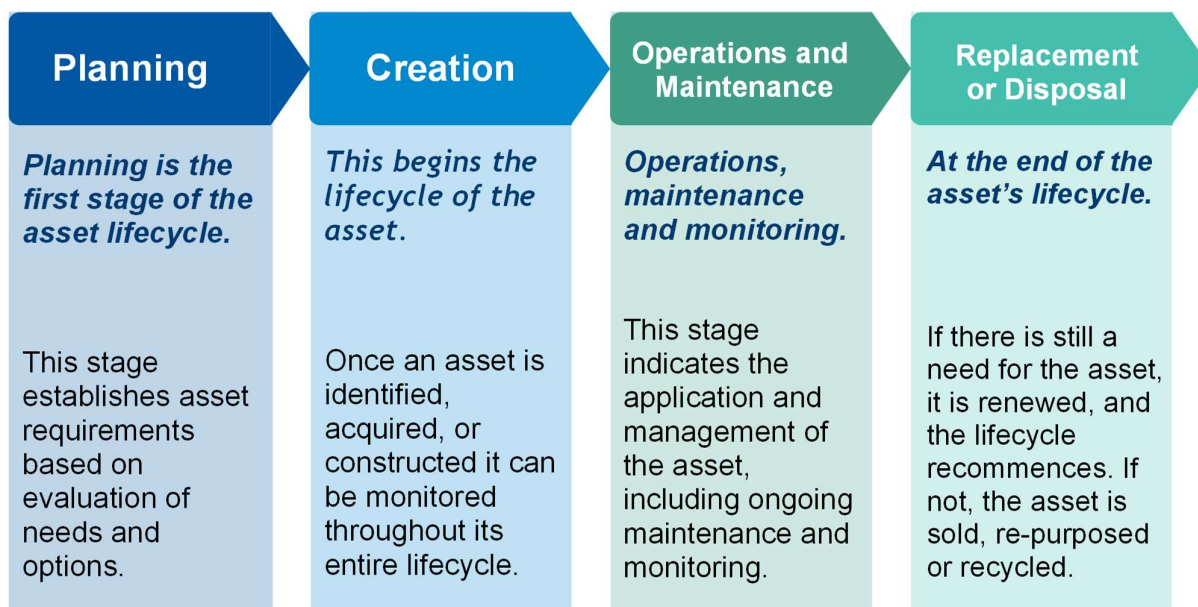 Planning
Planning is the
first stage of the
asset lifecycle.
This stage
establishes asset
requirements
based on
evaluation of
needs and
options.
Creation
This begins the
lifecycle of the
asset.
Once an asset is
identified,
acquired, or
constructed it can
be monitored
throughout its
entire lifecycle.
Operations and
Maintenance
Operations,
maintenance
and monitoring.
This stage
indicates the
application and
management of
the asset,
including ongoing
maintenance and
monitoring.
Replacement
or Disposal
At the end of the
asset’s lifecycle.
If there is still a
need for the asset,
it is renewed, and
the lifecycle
recommences. If
not, the asset is
sold, re-purposed
or recycled.